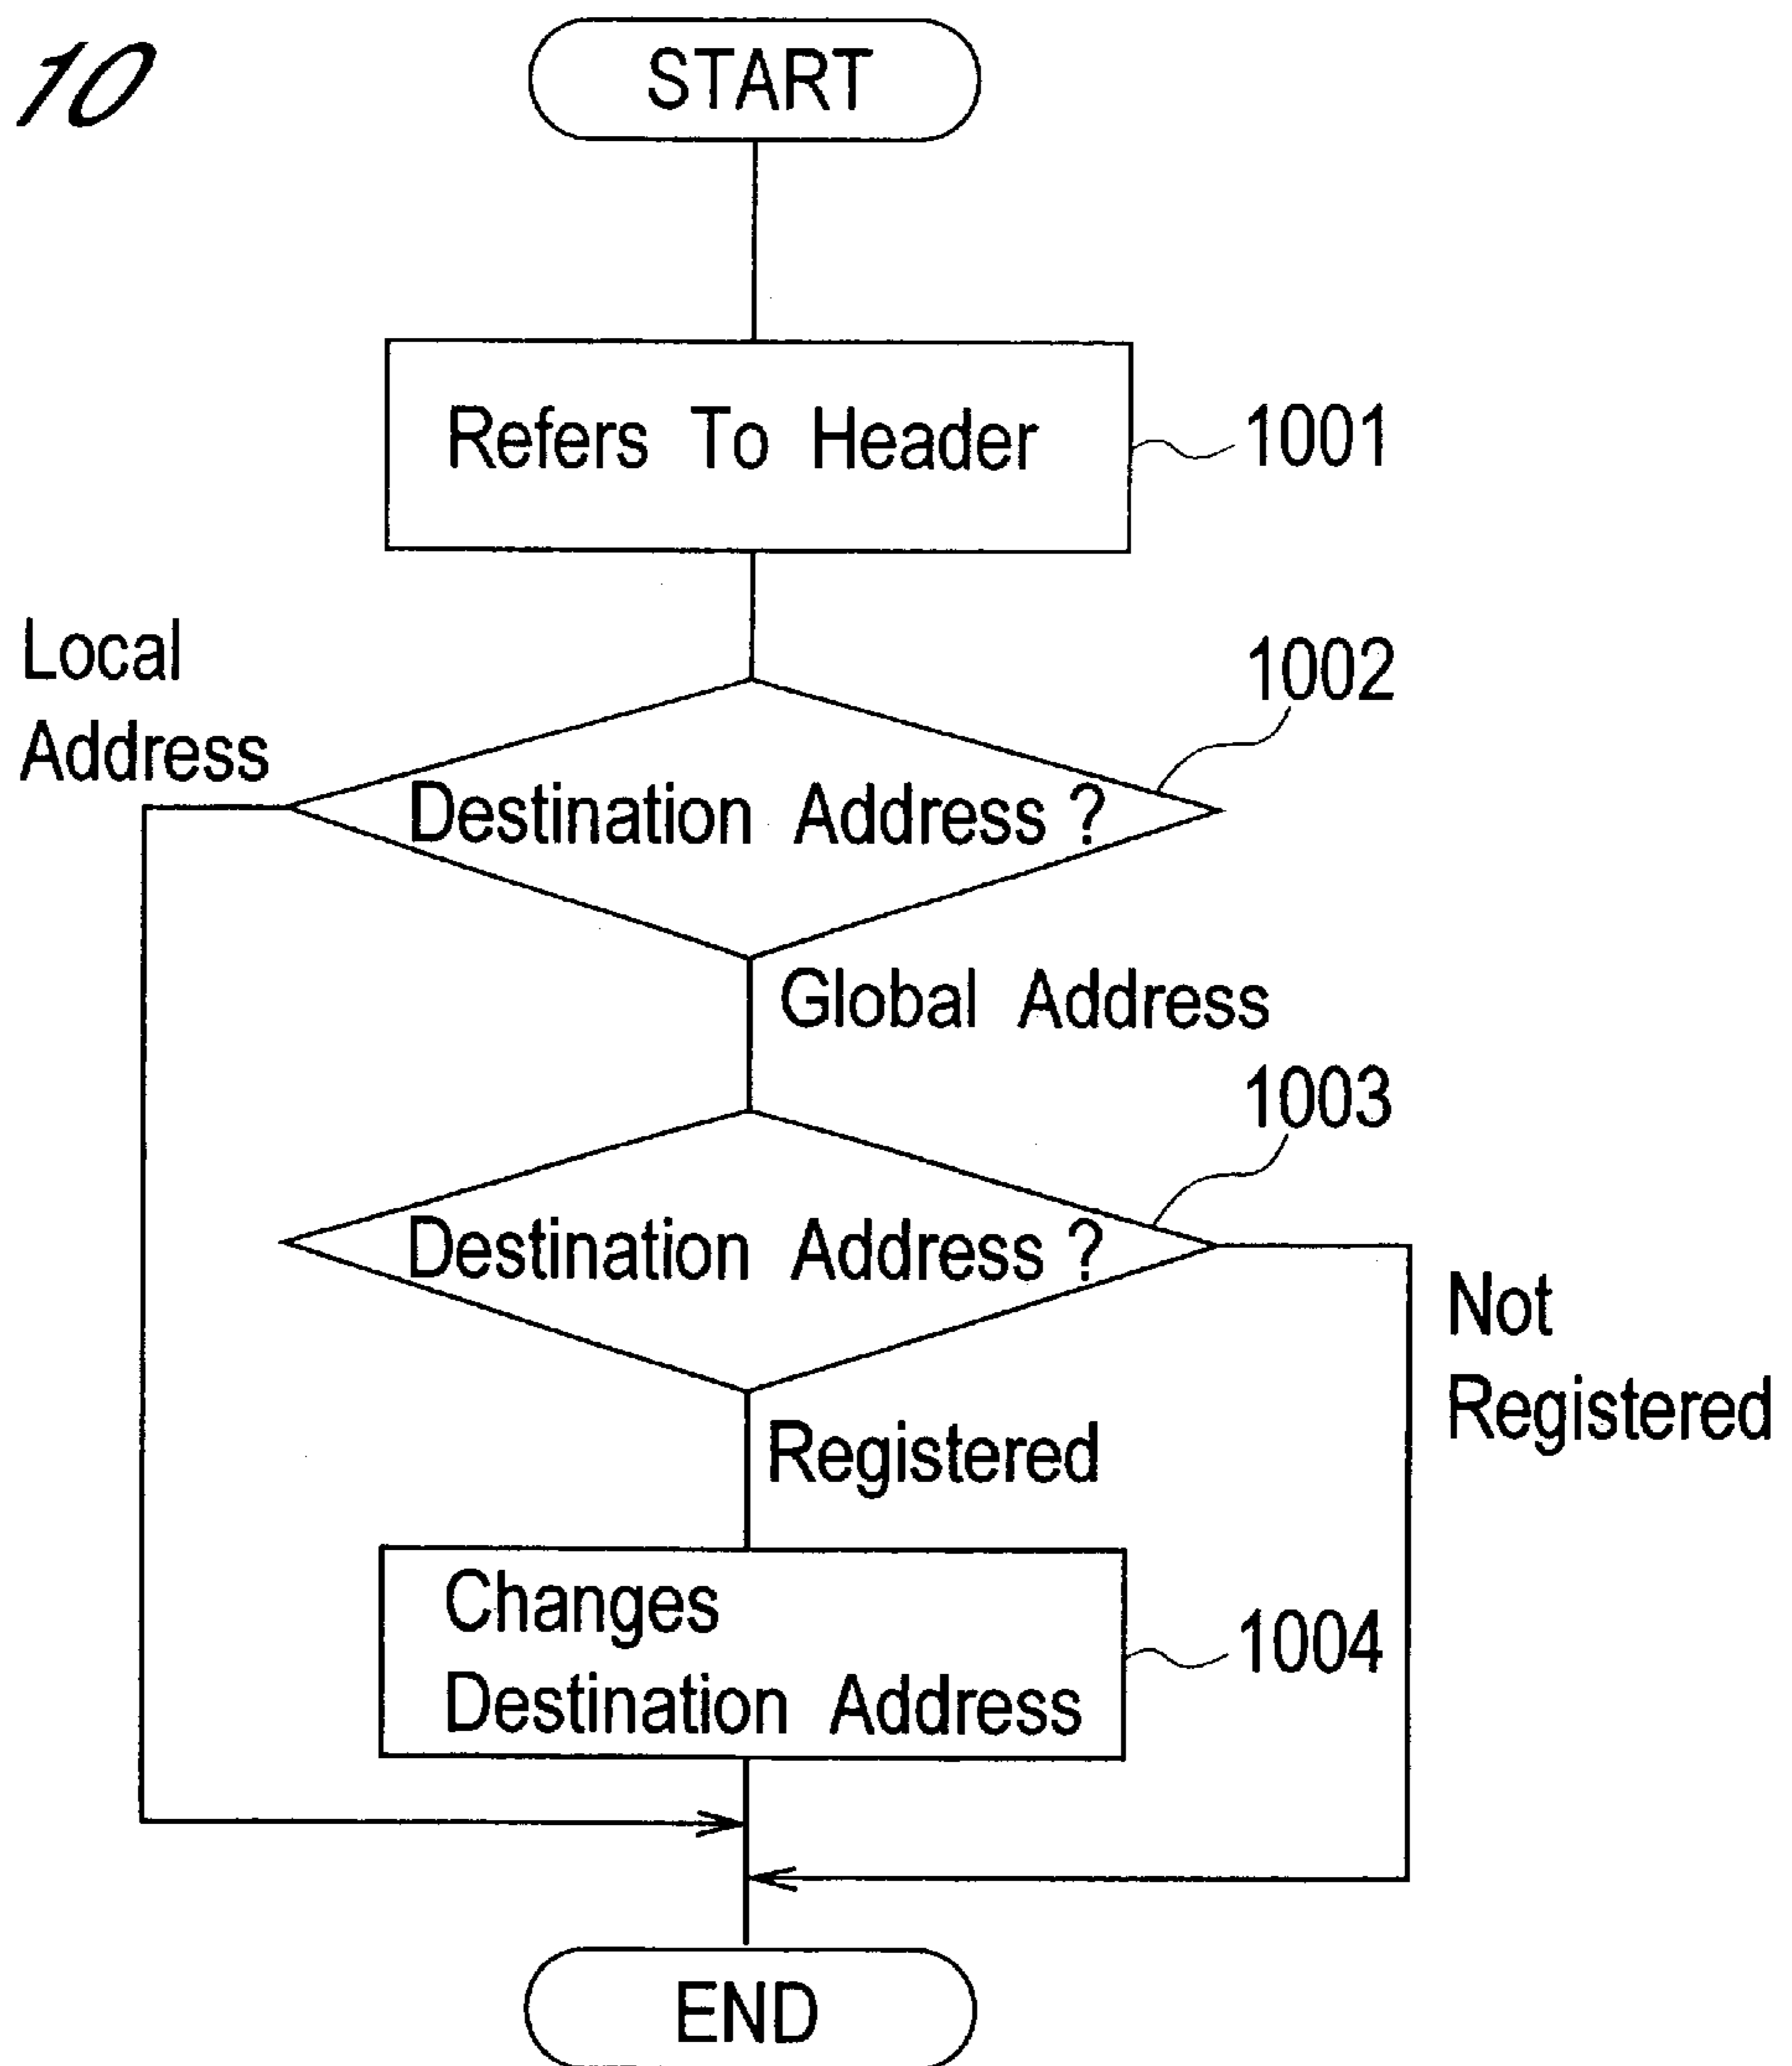 10
START
Refers To Header
1001
Local
Address
1002
Destination Address ?
Global Address
1003
Destination Address ?
Not
Registered
Registered
Changes
Destination Address
1004
END